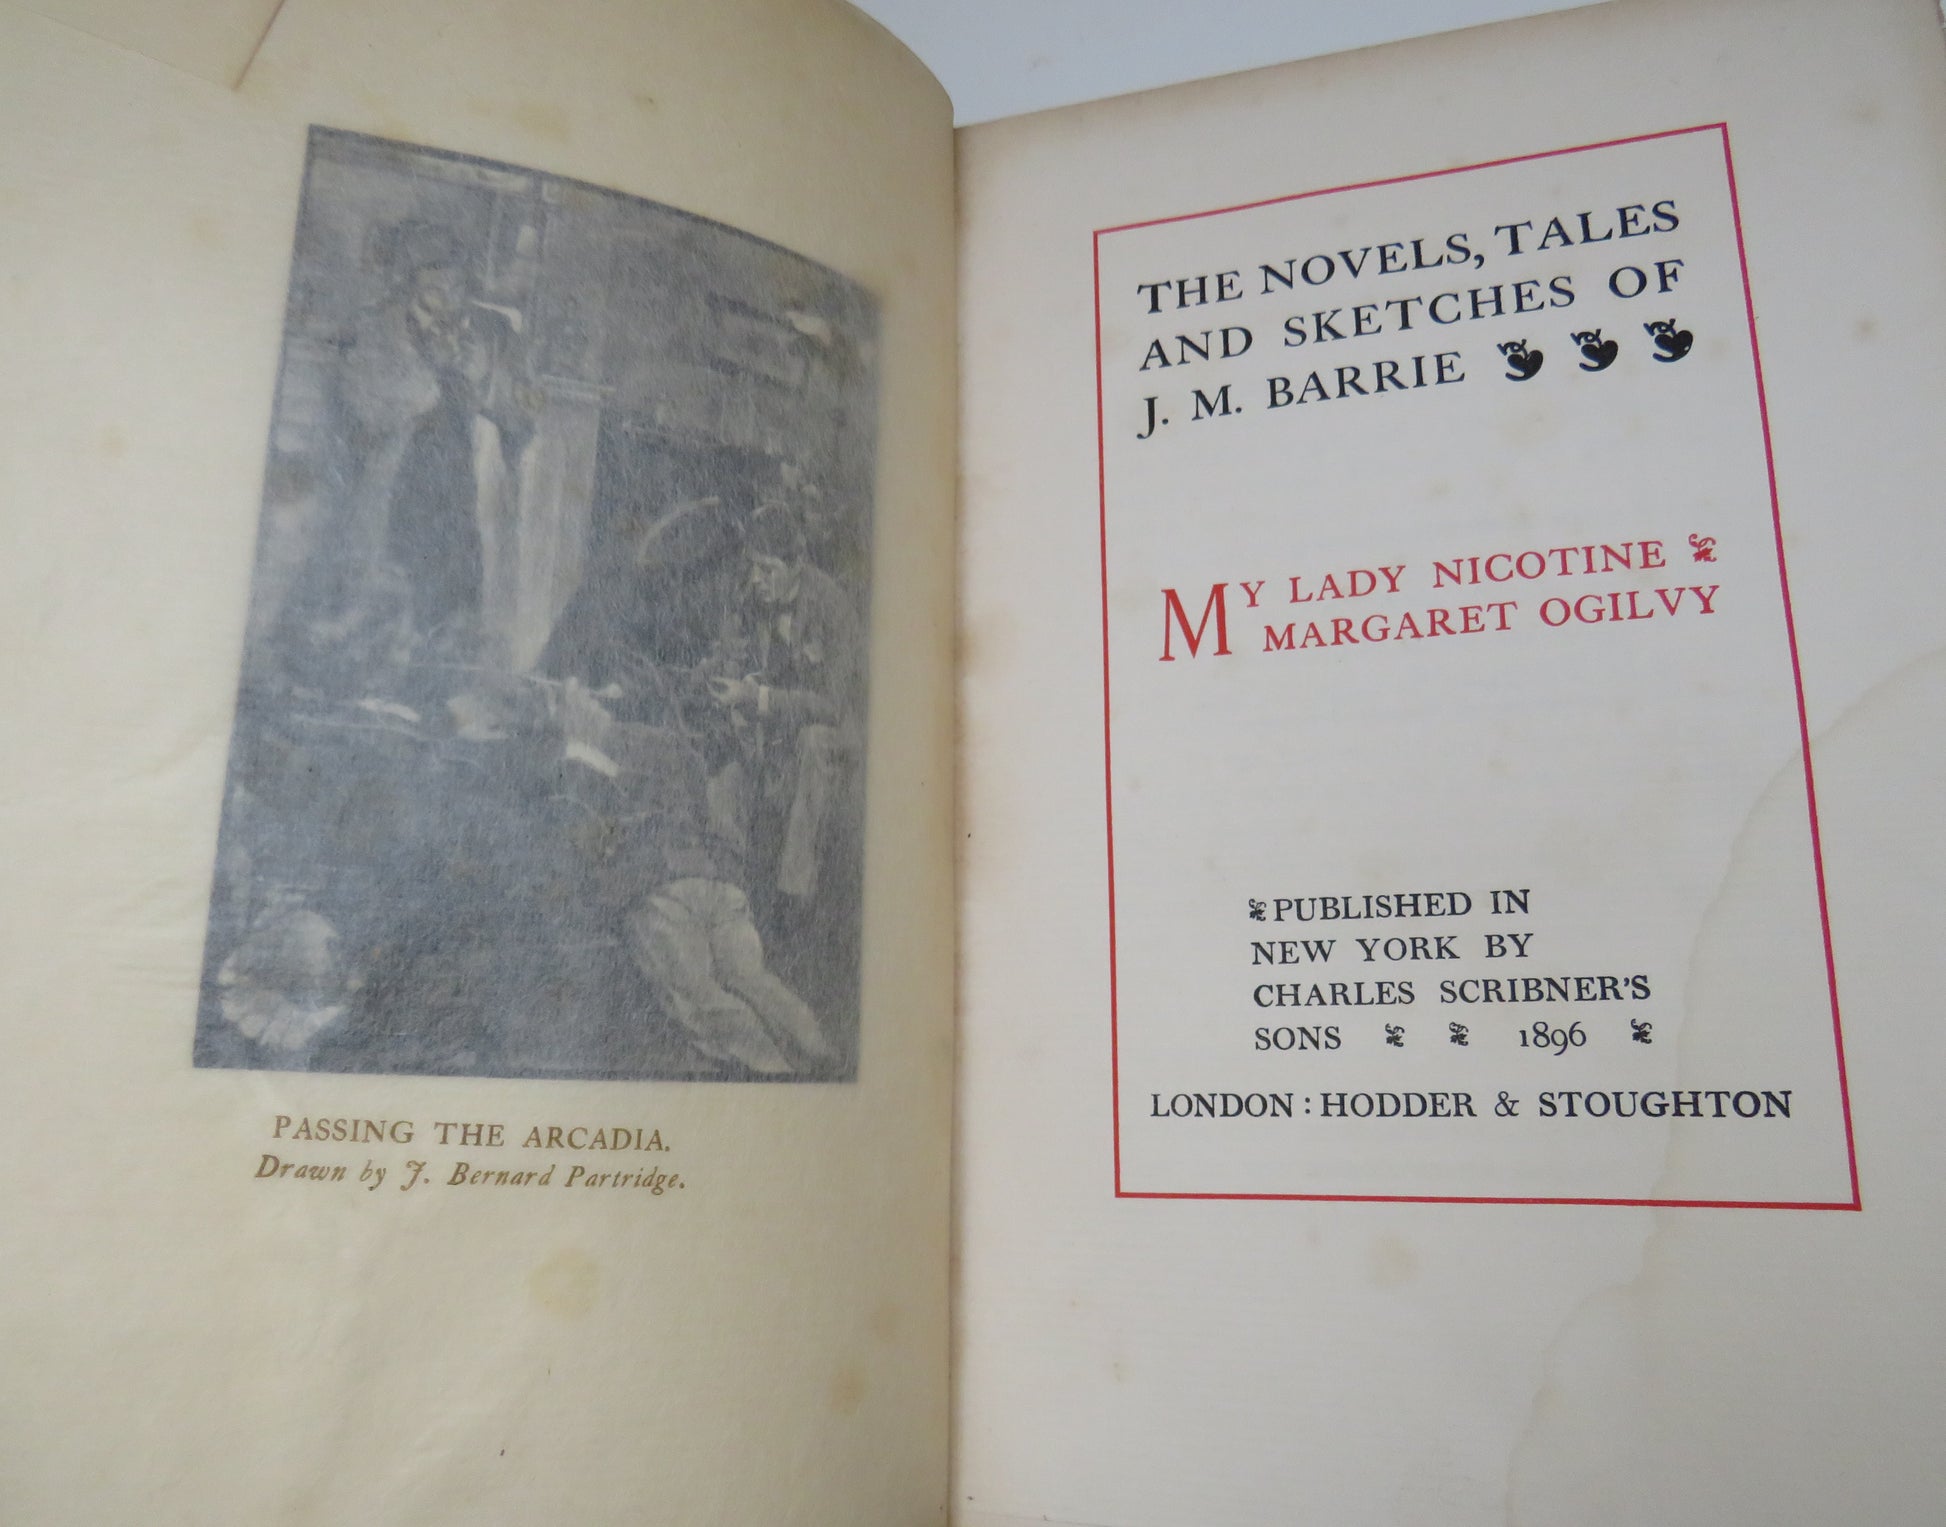 PASSING THE ARCADIA.
Drawn by J. Bernard Partridge.
THE NOVELS, TALES
AND SKETCHES OF
J. M. BARRIE
MY LADY NICOTINE
MARGARET OGILVY
PUBLISHED IN
NEW YORK BY
CHARLES SCRIBNER'S
SONS 1896
LONDON: HODDER & STOUGHTON